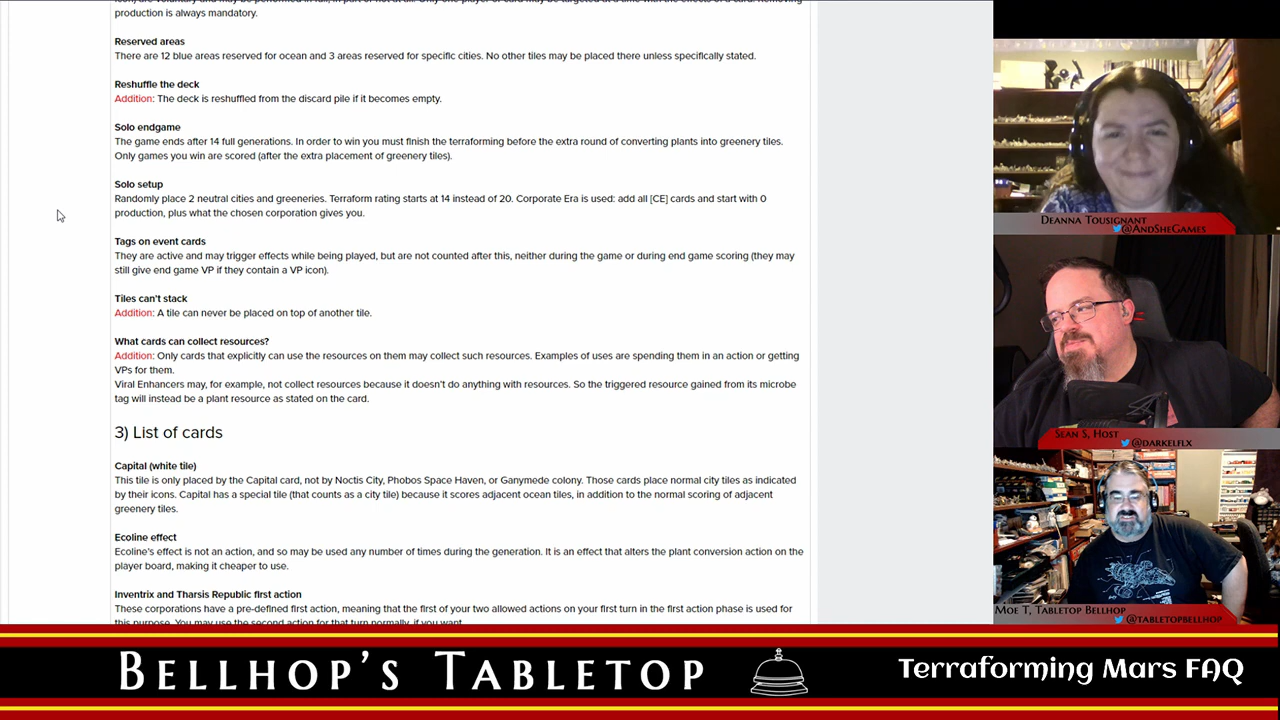 production is always mandatory.
Reserved areas
There are 12 blue areas reserved for ocean and 3 areas reserved for specific cities. No other tiles may be placed there unless specifically stated.
Reshuffle the deck
Addition: The deck is reshuffled from the discard pile if it becomes empty.
Solo endgame
The game ends after 14 full generations. In order to win you must finish the terraforming before the extra round of converting plants into greenery tiles.
Only games you win are scored (after the extra placement of greenery tiles).
Solo setup
Randomly place 2 neutral cities and greeneries. Terraform rating starts at 14 instead of 20. Corporate Era is used: add all [CE] cards and start with 0
production, plus what the chosen corporation gives you.
Tags on event cards
They are active and may trigger effects while being played, but are not counted after this, neither during the game or during end game scoring (they may
still give end game VP if they contain a VP icon).
Tiles can't stack
Addition: A tile can never be placed on top of another tile.
What cards can collect resources?
Addition: Only cards that explicitly can use the resources on them may collect such resources. Examples of uses are spending them in an action or getting
VPs for them.
Viral Enhancers may, for example, not collect resources because it doesn't do anything with resources. So the triggered resource gained from its microbe
tag will instead be a plant resource as stated on the card.
3) List of cards
Capital (white tile)
This tile is only placed by the Capital card, not by Noctis City, Phobos Space Haven, or Ganymede colony. Those cards place normal city tiles as indicated
by their icons. Capital has a special tile (that counts as a city tile) because it scores adjacent ocean tiles, in addition to the normal scoring of adjacent
greenery tiles.
Ecoline effect
Ecoline's effect is not an action, and so may be used any number of times during the generation. It is an effect that alters the plant conversion action on the
player board, making it cheaper to use.
Inventrix and Tharsis Republic first action
These corporations have a pre-defined first action, meaning that the first of your two allowed actions on your first turn in the first action phase is used for
this purpose. You may use the second action for that turn normally, if you want.
Deanna Tousignant
@AndSheGames
Sean S, Host
@darkelflx
Moe T, Tabletop Bellhop
@tabletopbellhop
Bellhop's Tabletop
Terraforming Mars FAQ